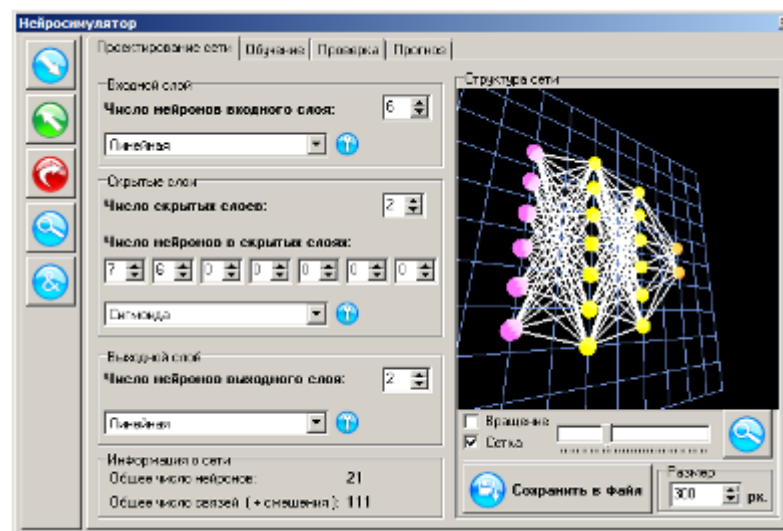 Нейросимулятор
Проектирование сети Обучение Проверка Прогноз
Входной слой
Число нейронов входного слоя: 6
Линейная
Скрытые слои
Число скрытых слоев: 2
Число нейронов в скрытых слоях:
7 6 0 0 0 0 0
Сигмоида
Выходной слой
Число нейронов выходного слоя: 2
Линейная
Информация о сети
Общее число нейронов: 21
Общее число связей ( + смещения ): 111
Структура сети
Вращение
Сетка
Сохранить в файл
Размер
300 рк.